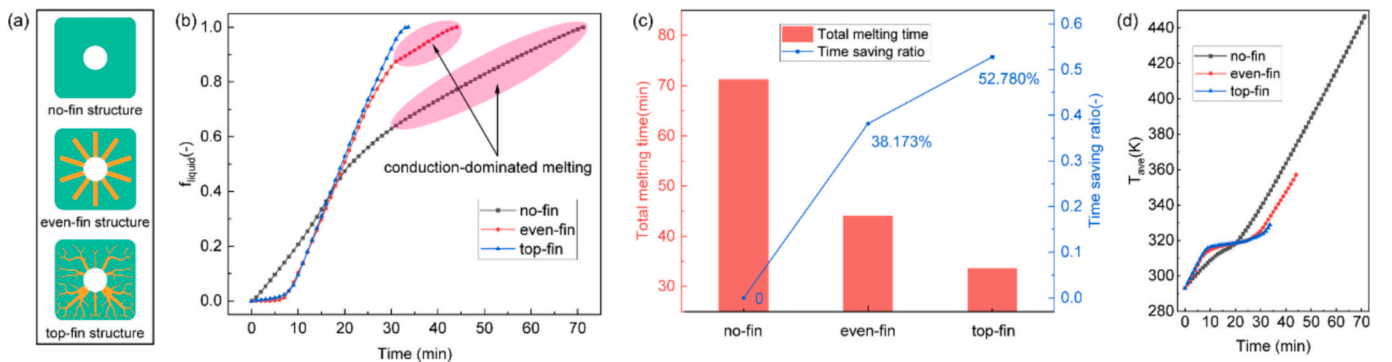 (a)
no-fin structure
even-fin structure
top-fin structure
(b)
1.0
0.8
0.6
0.4
0.2
0.0
f_liquid(-)
conduction-dominated melting
no-fin
even-fin
top-fin
0 10 20 30 40 50 60 70
Time (min)
(c)
80
70
60
50
40
30
Total melting time(min)
Total melting time
Time saving ratio
0
38.173%
52.780%
no-fin even-fin top-fin
0.6
0.5
0.4
0.3
0.2
0.1
0.0
Time saving ratio(-)
(d)
440
420
400
380
360
340
320
300
280
T_ave(K)
no-fin
even-fin
top-fin
0 10 20 30 40 50 60 70
Time (min)